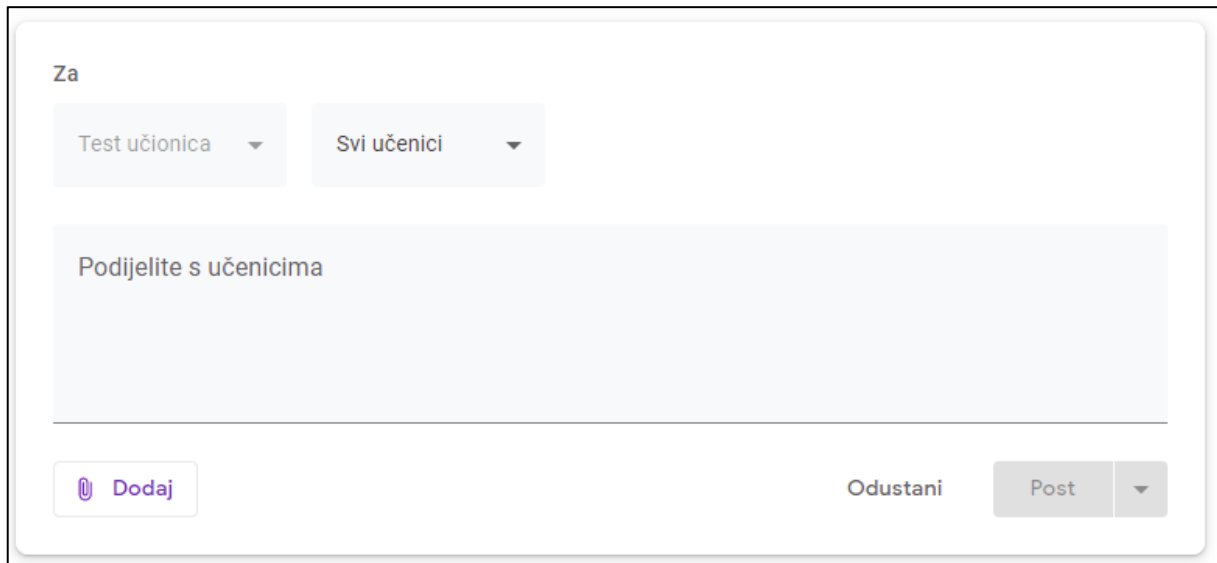 Za
Test učionica Svi učenici
Podijelite s učenicima
Dodaj Odustani Post